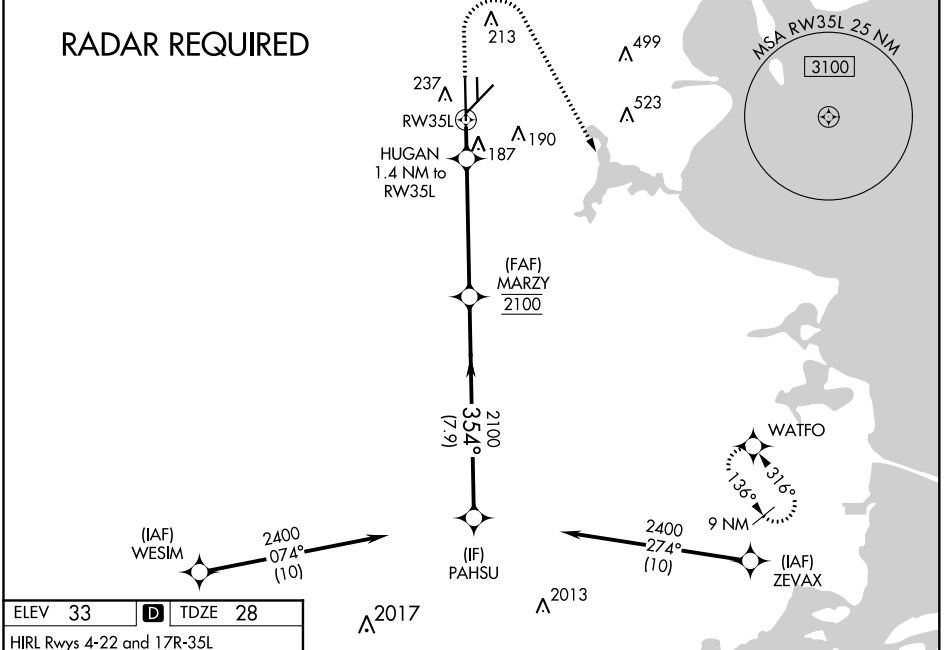 RADAR REQUIRED
213
499
MSA RW35L 25 NM
3100
237
523
RW35L
190
187
HUGAN
1.4 NM to
RW35L
(FAF)
MARZY
2100
2100
354°
(7.9)
WATFO
316°
136°
9 NM
(IAF)
WESIM
2400
074°
(10)
(IF)
PAHSU
2400
274°
(10)
(IAF)
ZEVAX
ELEV 33 D TDZE 28
2017
2013
HIRL Rwys 4-22 and 17R-35L